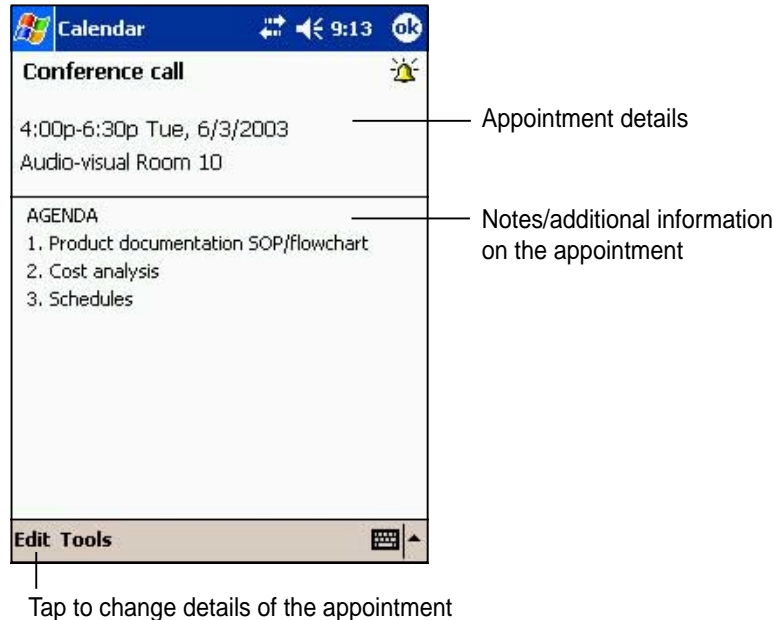 Calendar 9:13 ok
Conference call
4:00p-6:30p Tue, 6/3/2003
Audio-visual Room 10
Appointment details
AGENDA
1. Product documentation SOP/flowchart
2. Cost analysis
3. Schedules
Notes/additional information
on the appointment
Edit Tools
Tap to change details of the appointment